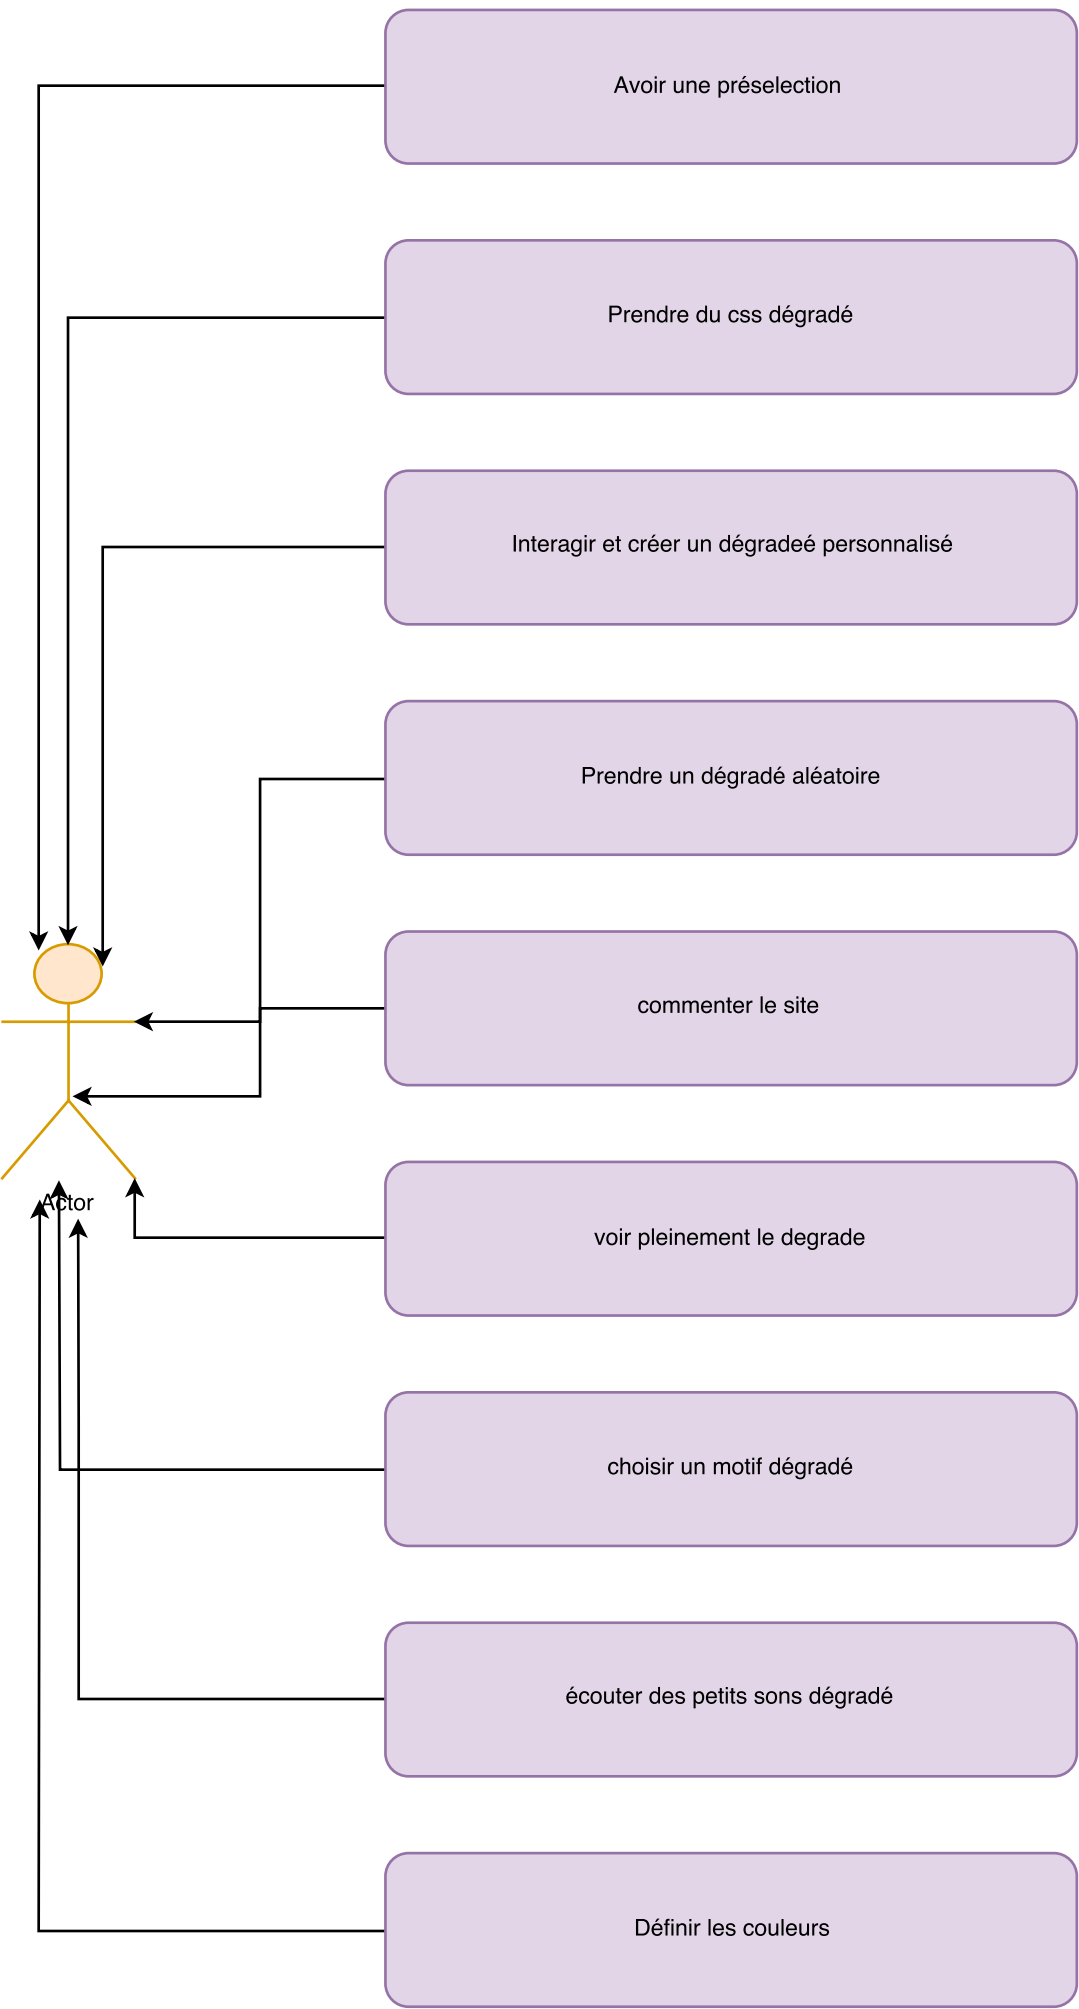 Avoir une préselection
Prendre du css dégradé
Interagir et créer un dégradeé personnalisé
Prendre un dégradé aléatoire
commenter le site
voir pleinement le degrade
Actor
choisir un motif dégradé
écouter des petits sons dégradé
Définir les couleurs